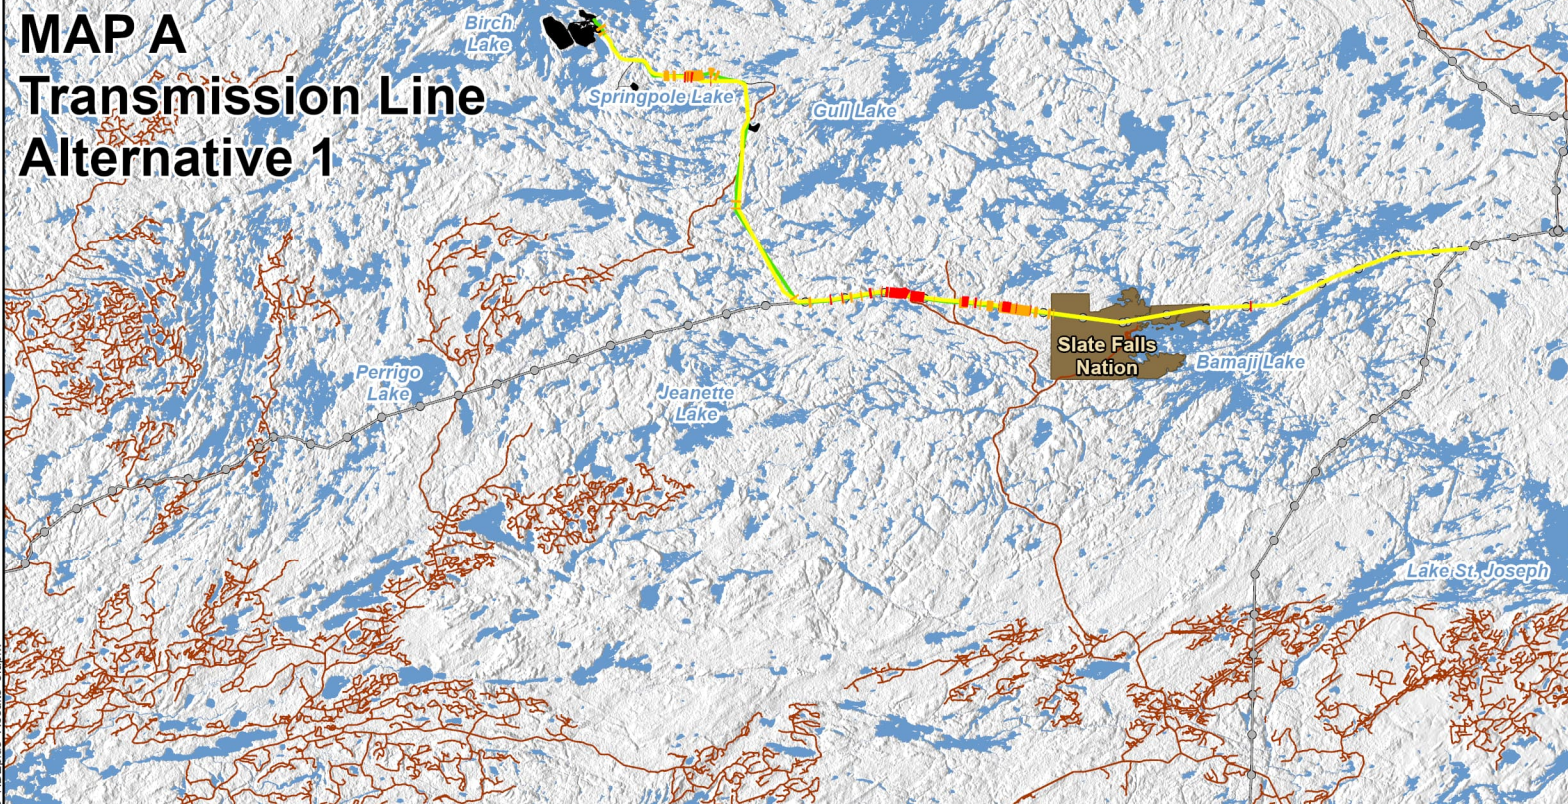 MAP A
Transmission Line
Alternative 1
Birch
Lake
Springpole Lake
Gull Lake
Slate Falls
Nation
Bamaji Lake
Perrigo
Lake
Jeanette
Lake
Lake St. Joseph